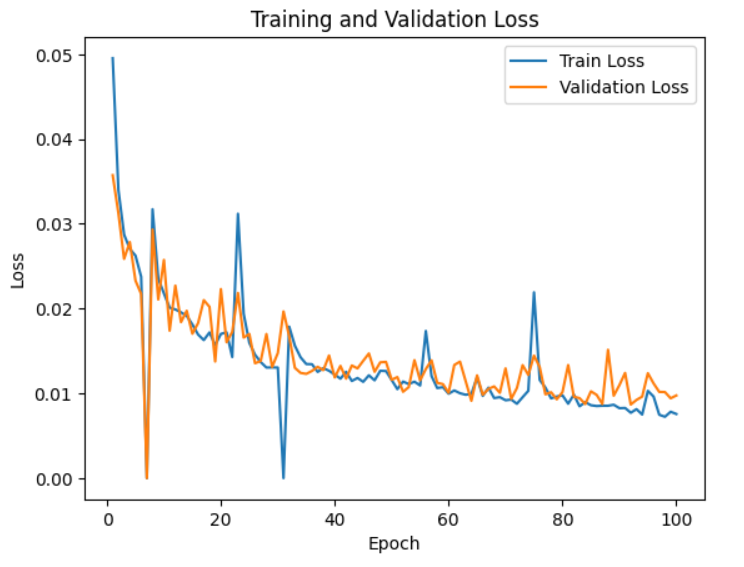 Training and Validation Loss
Train Loss
Validation Loss
0.05
0.04
0.03
0.02
0.01
0.00
Loss
0 20 40 60 80 100
Epoch